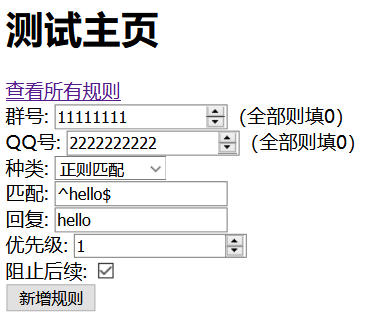 测试主页
查看所有规则
群号: 11111111 （全部则填0）
QQ号: 2222222222 （全部则填0）
种类: 正则匹配
匹配: ^hello$
回复: hello
优先级: 1
阻止后续:
新增规则